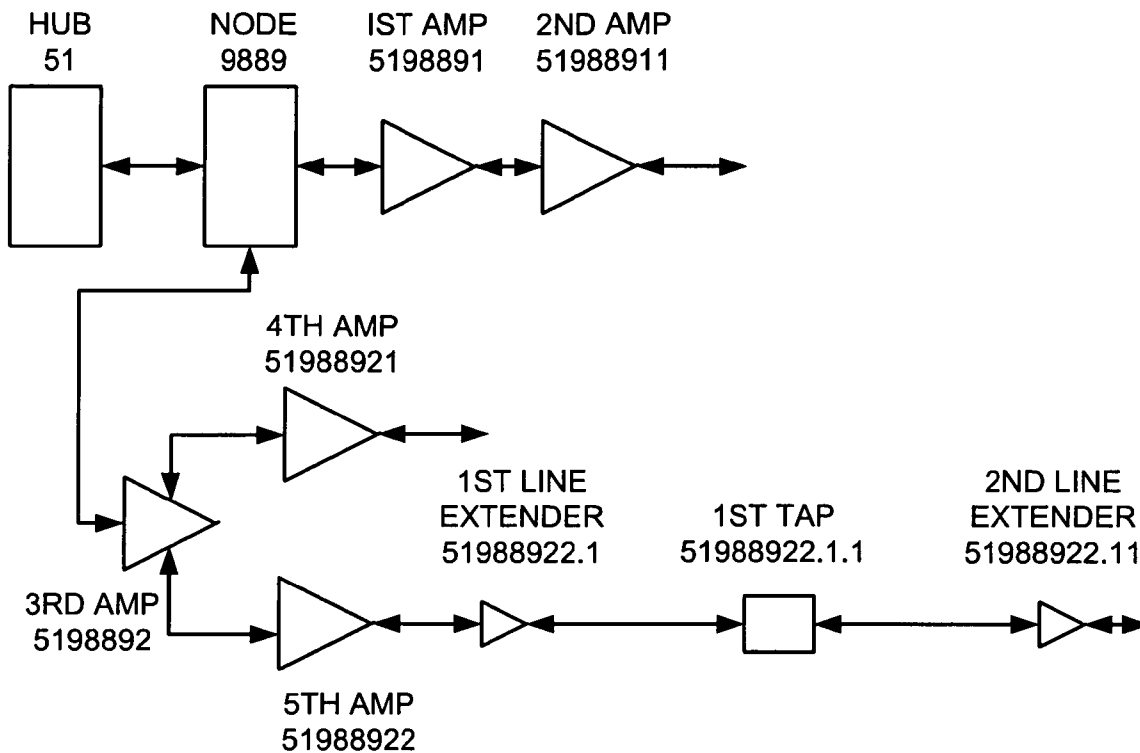 HUB
51
NODE
9889
IST AMP
5198891
2ND AMP
51988911
4TH AMP
51988921
1ST LINE
EXTENDER
51988922.1
1ST TAP
51988922.1.1
2ND LINE
EXTENDER
51988922.11
3RD AMP
5198892
5TH AMP
51988922